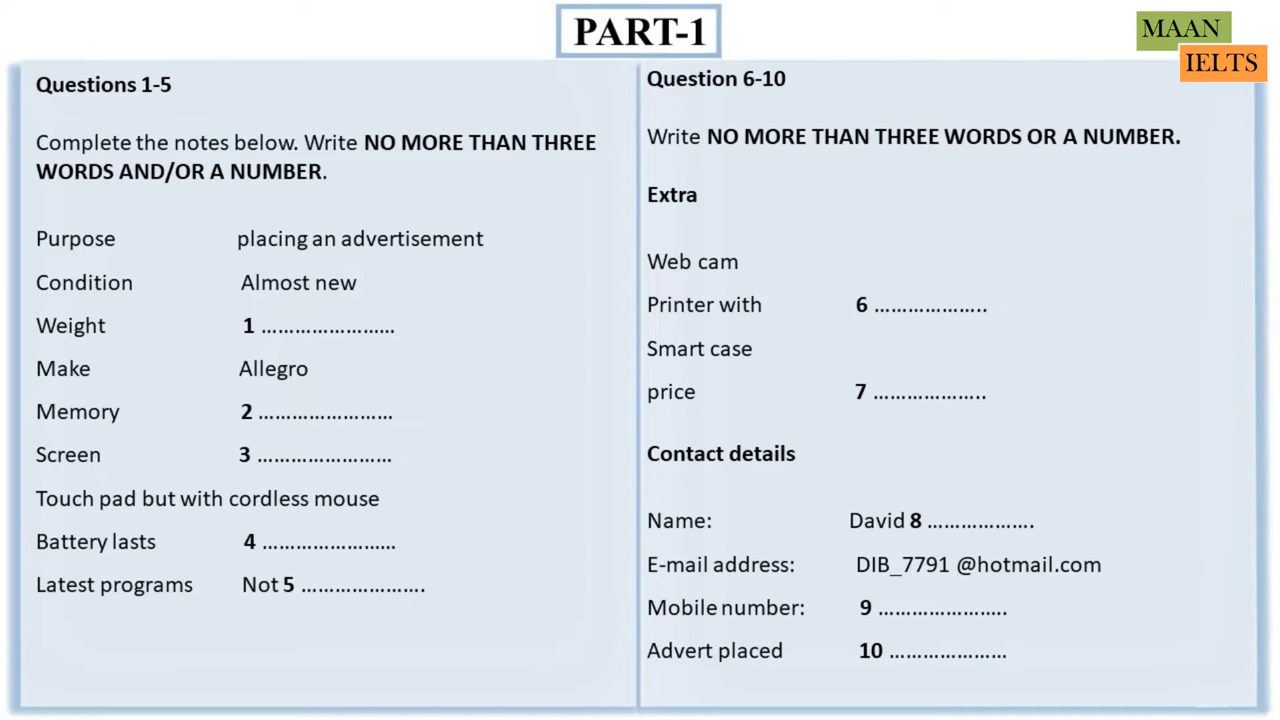 PART-1
MAAN
IELTS
Questions 1-5
Complete the notes below. Write NO MORE THAN THREE
WORDS AND/OR A NUMBER.
Purpose placing an advertisement
Condition Almost new
Weight 1 ........................
Make Allegro
Memory 2 ........................
Screen 3 ........................
Touch pad but with cordless mouse
Battery lasts 4 ........................
Latest programs Not 5 ......................
Question 6-10
Write NO MORE THAN THREE WORDS OR A NUMBER.
Extra
Web cam
Printer with 6 ....................
Smart case
price 7 ....................
Contact details
Name: David 8 ...................
E-mail address: DIB_7791 @hotmail.com
Mobile number: 9 .......................
Advert placed 10 .....................